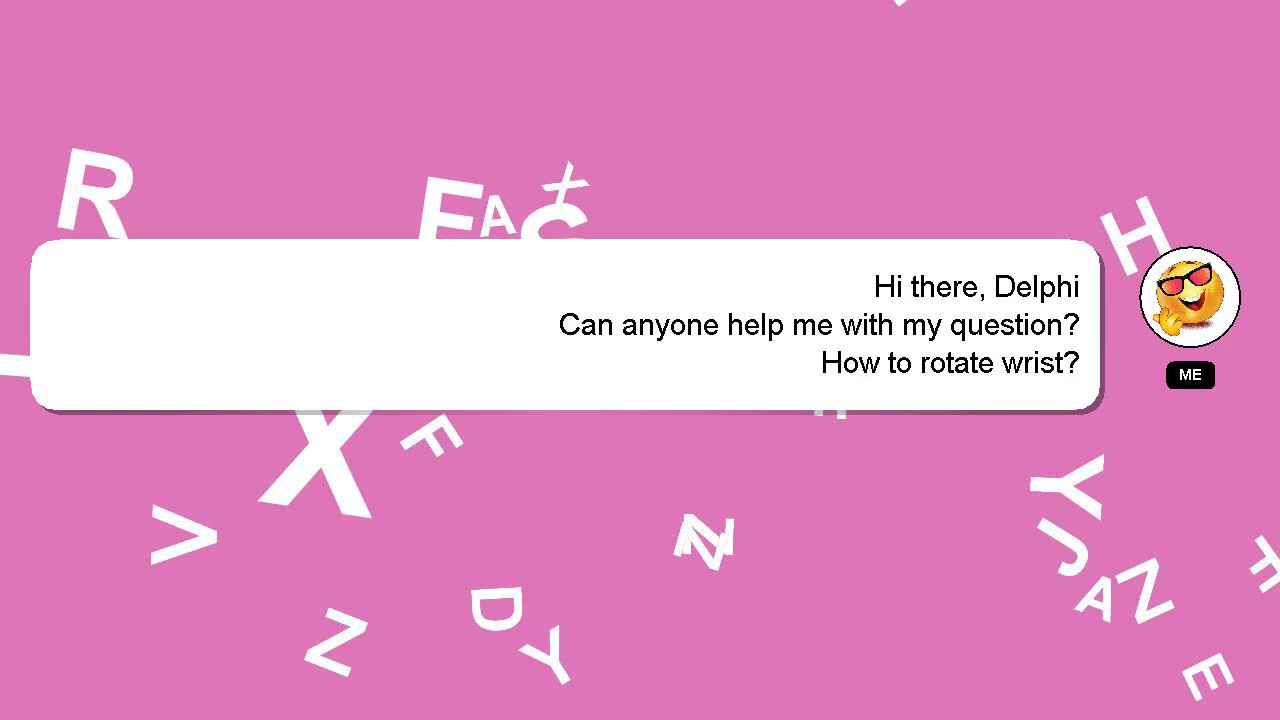 Hi there, Delphi
Can anyone help me with my question?
How to rotate wrist?
ME
R
F
A
X
H
X
F
V
Y
J
A
N
Z
D
Y
E